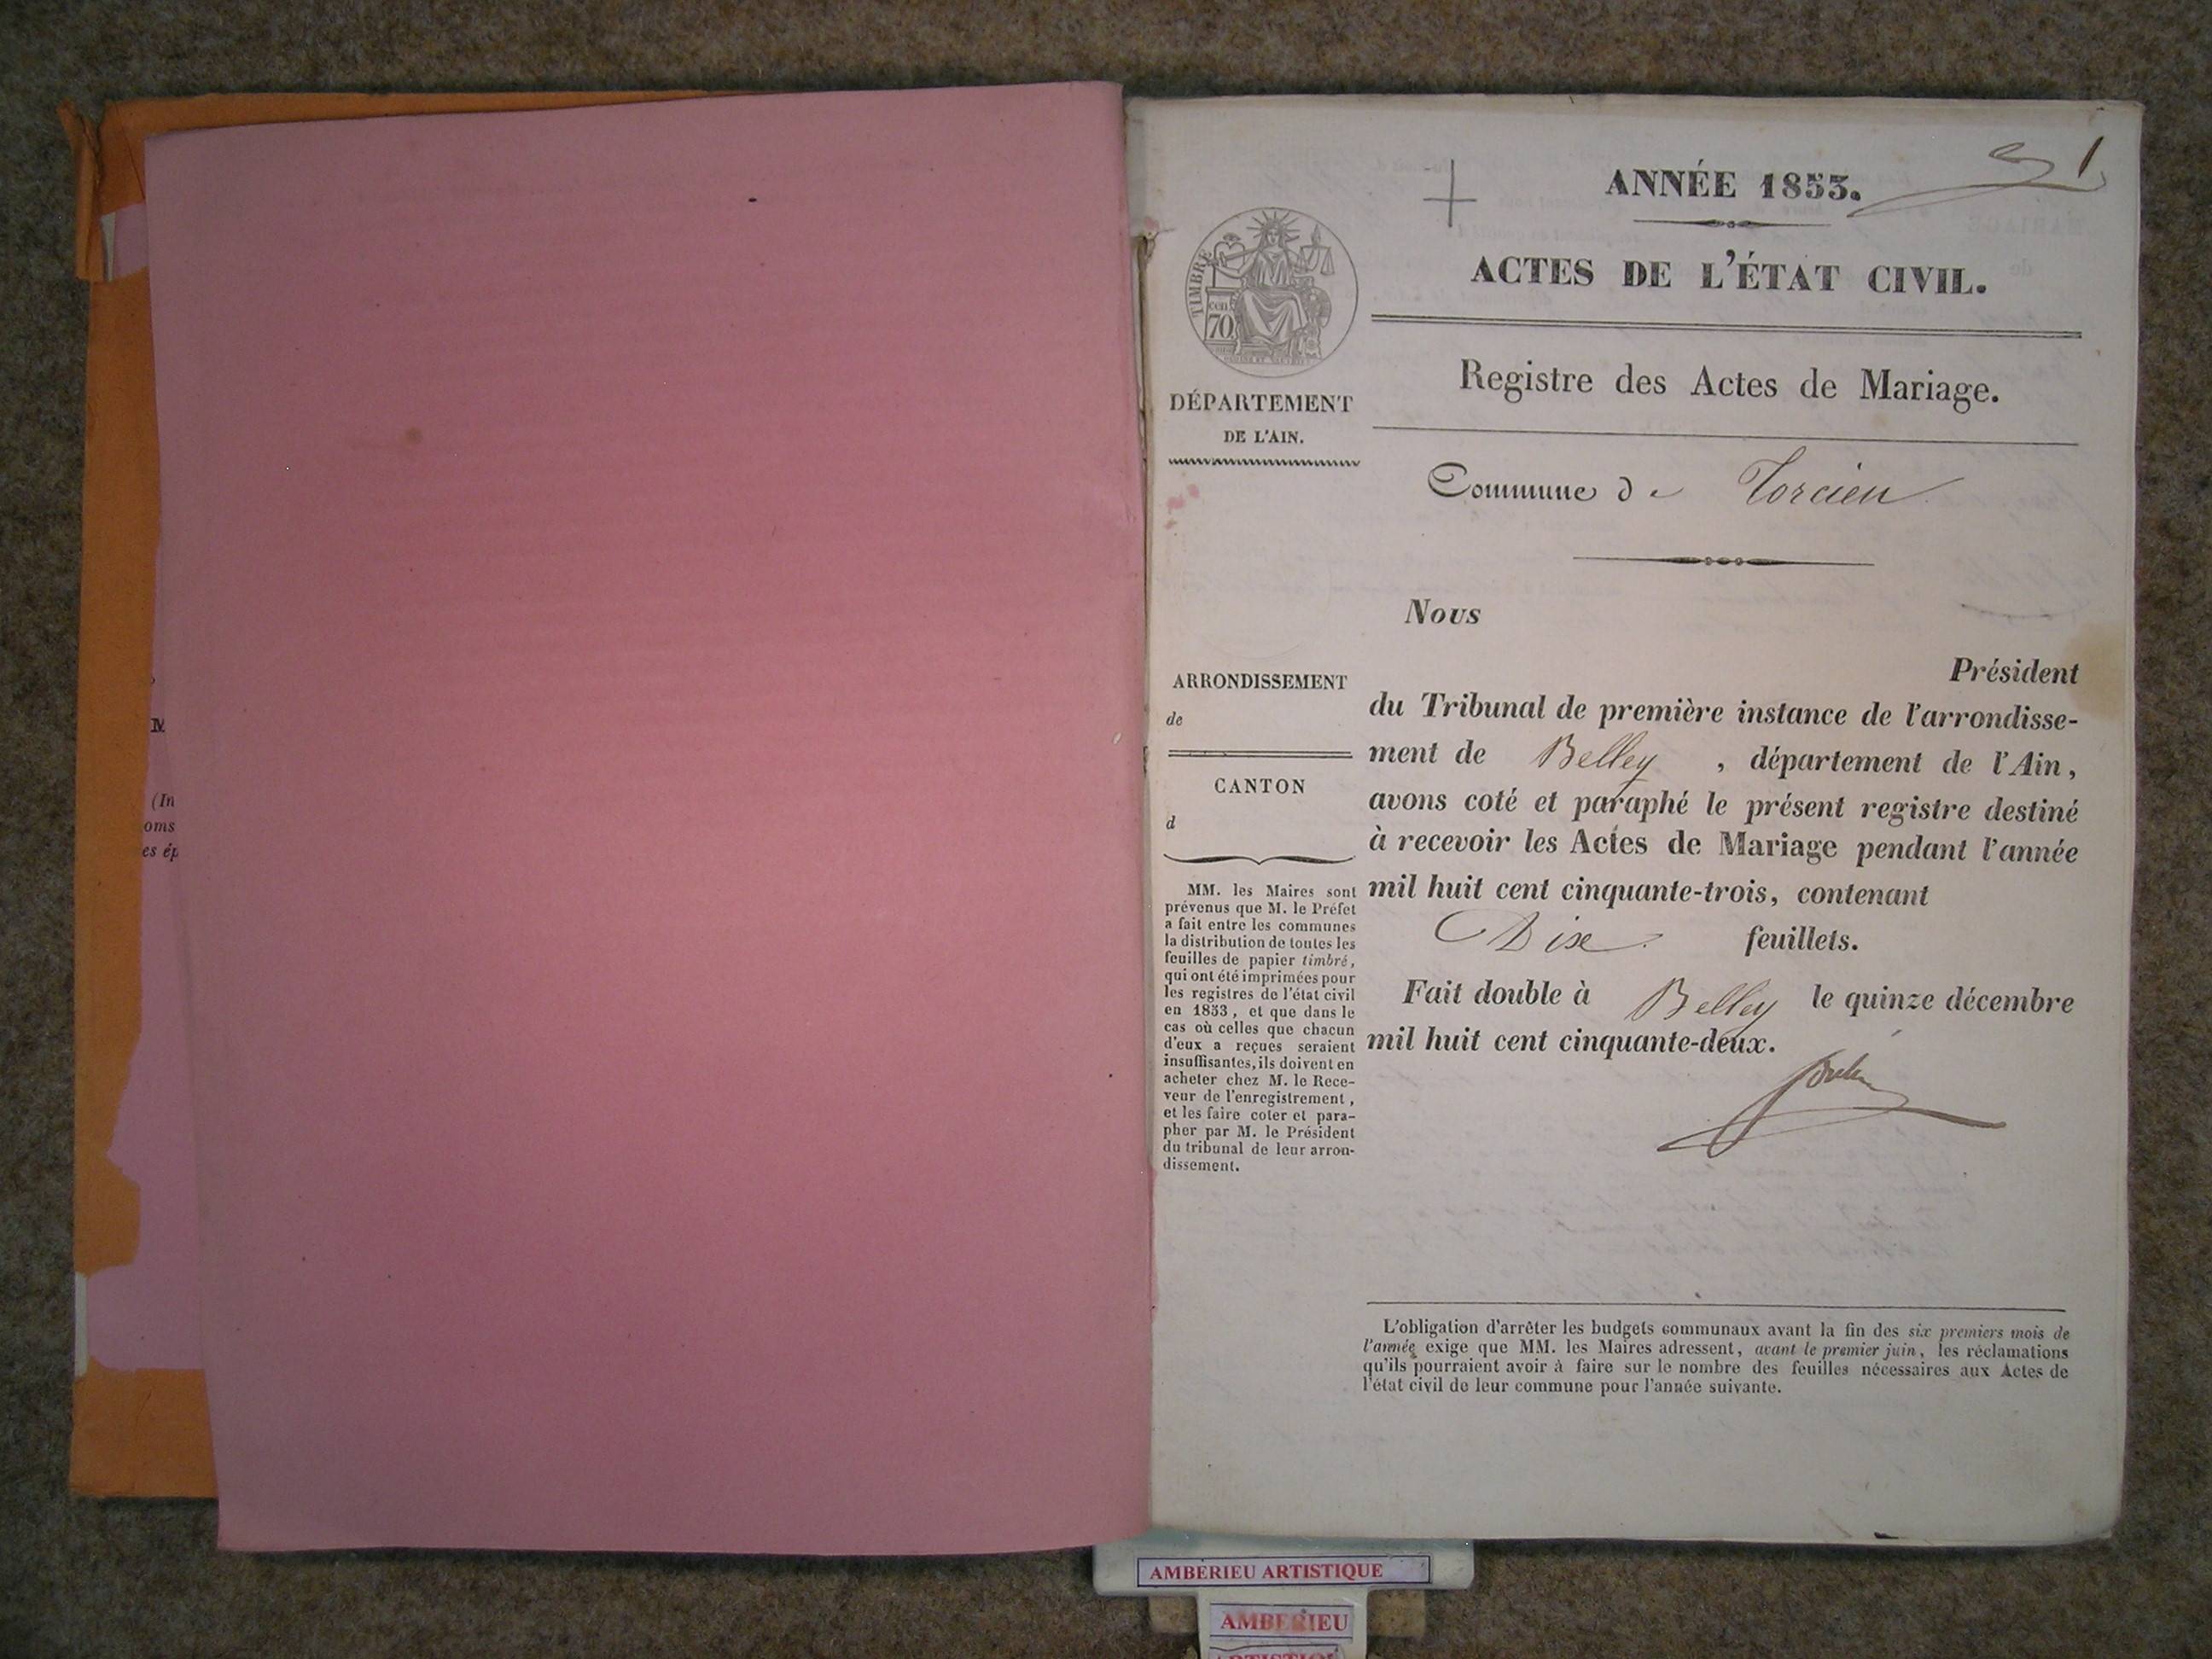 M
(In
oms
es ép
1
ANNÉE 1853.
ACTES DE L'ÉTAT CIVIL.
TIMBRE
cen
70
DÉPARTEMENT
DE L'AIN.
Registre des Actes de Mariage.
Commune de Torcieu
Nous
Président
du Tribunal de première instance de l'arrondisse-
ment de Belley , département de l'Ain,
avons coté et paraphé le présent registre destiné
à recevoir les Actes de Mariage pendant l'année
mil huit cent cinquante-trois, contenant
Dix feuillets.
Fait double à Belley le quinze décembre
mil huit cent cinquante-deux.
ARRONDISSEMENT
de
CANTON
d
MM. les Maires sont
prévenus que M. le Préfet
a fait entre les communes
la distribution de toutes les
feuilles de papier timbré,
qui ont été imprimées pour
les registres de l'état civil
en 1853, et que dans le
cas où celles que chacun
d'eux a reçues seraient
insuffisantes, ils doivent en
acheter chez M. le Rece-
veur de l'enregistrement,
et les faire coter et para-
pher par M. le Président
du tribunal de leur arron-
dissement.
L'obligation d'arrêter les budgets communaux avant la fin des six premiers mois de
l'année exige que MM. les Maires adressent, avant le premier juin, les réclamations
qu'ils pourraient avoir à faire sur le nombre des feuilles nécessaires aux Actes de
l'état civil de leur commune pour l'année suivante.
AMBÉRIEU ARTISTIQUE
AMBERIEU
ARTISTIQ